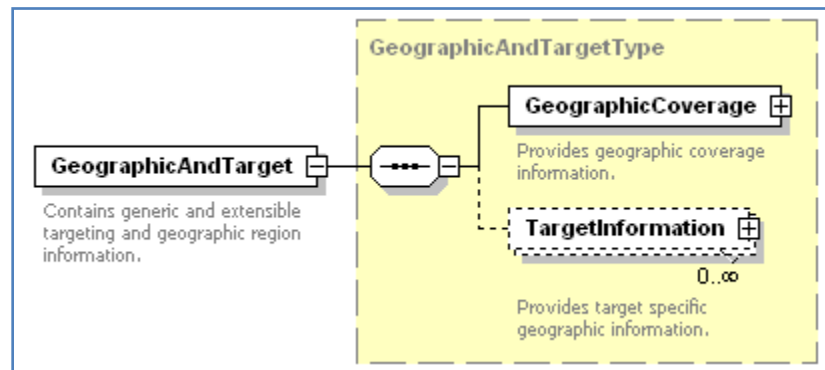 GeographicAndTargetType
GeographicCoverage
Provides geographic coverage
information.
GeographicAndTarget
Contains generic and extensible
targeting and geographic region
information.
TargetInformation
0..∞
Provides target specific
geographic information.